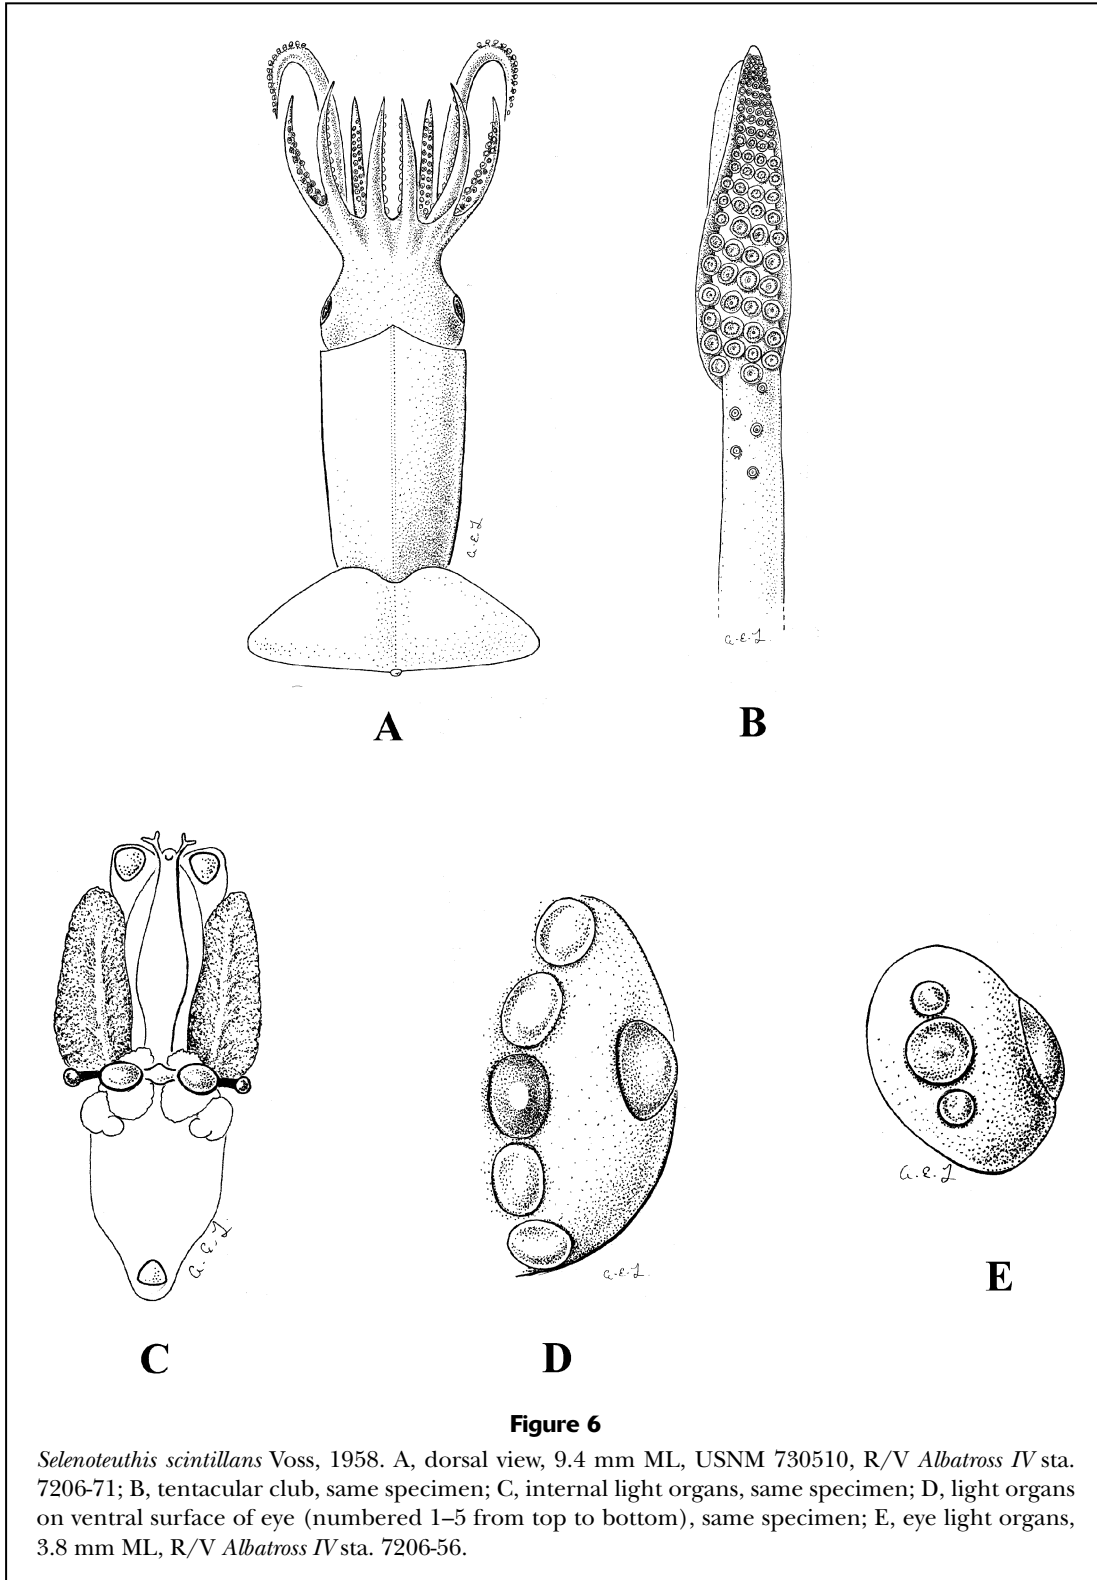 a.E.L
a.E.L.
A
B
a.E.L
a.E.L.
a.E.L
C
D
E
Figure 6
Selenoteuthis scintillans Voss, 1958. A, dorsal view, 9.4 mm ML, USNM 730510, R/V Albatross IV sta.
7206-71; B, tentacular club, same specimen; C, internal light organs, same specimen; D, light organs
on ventral surface of eye (numbered 1–5 from top to bottom), same specimen; E, eye light organs,
3.8 mm ML, R/V Albatross IV sta. 7206-56.